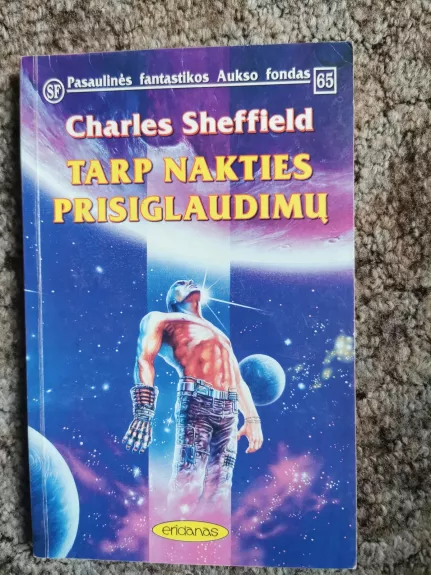 SF Pasaulinės fantastikos Aukso fondas 65
Charles Sheffield
TARP NAKTIES
PRISIGLAUDIMŲ
eridanas